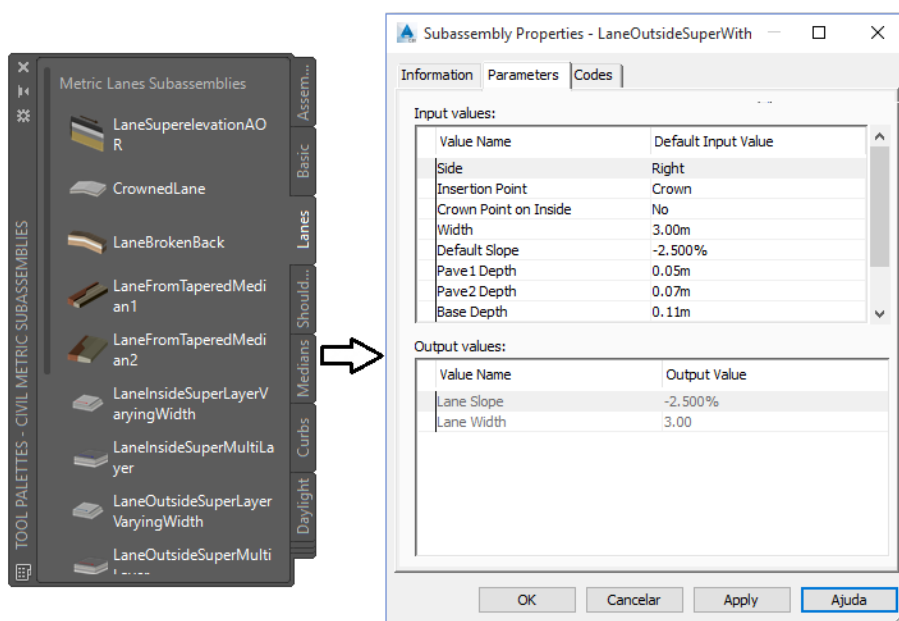 TOOL PALETTES - CIVIL METRIC SUBASSEMBLIES
Metric Lanes Subassemblies
LaneSuperelevationAO
R
CrownedLane
LaneBrokenBack
LaneFromTaperedMedi
an1
LaneFromTaperedMedi
an2
LaneInsideSuperLayerV
aryingWidth
LaneInsideSuperMultiLa
yer
LaneOutsideSuperLayer
VaryingWidth
LaneOutsideSuperMulti
Assem...
Basic
Lanes
Should...
Medians
Curbs
Daylight
Subassembly Properties - LaneOutsideSuperWith
Information Parameters Codes
Input values:
Value Name Default Input Value
Side Right
Insertion Point Crown
Crown Point on Inside No
Width 3.00m
Default Slope -2.500%
Pave1 Depth 0.05m
Pave2 Depth 0.07m
Base Depth 0.11m
Output values:
Value Name Output Value
Lane Slope -2.500%
Lane Width 3.00
OK Cancelar Apply Ajuda